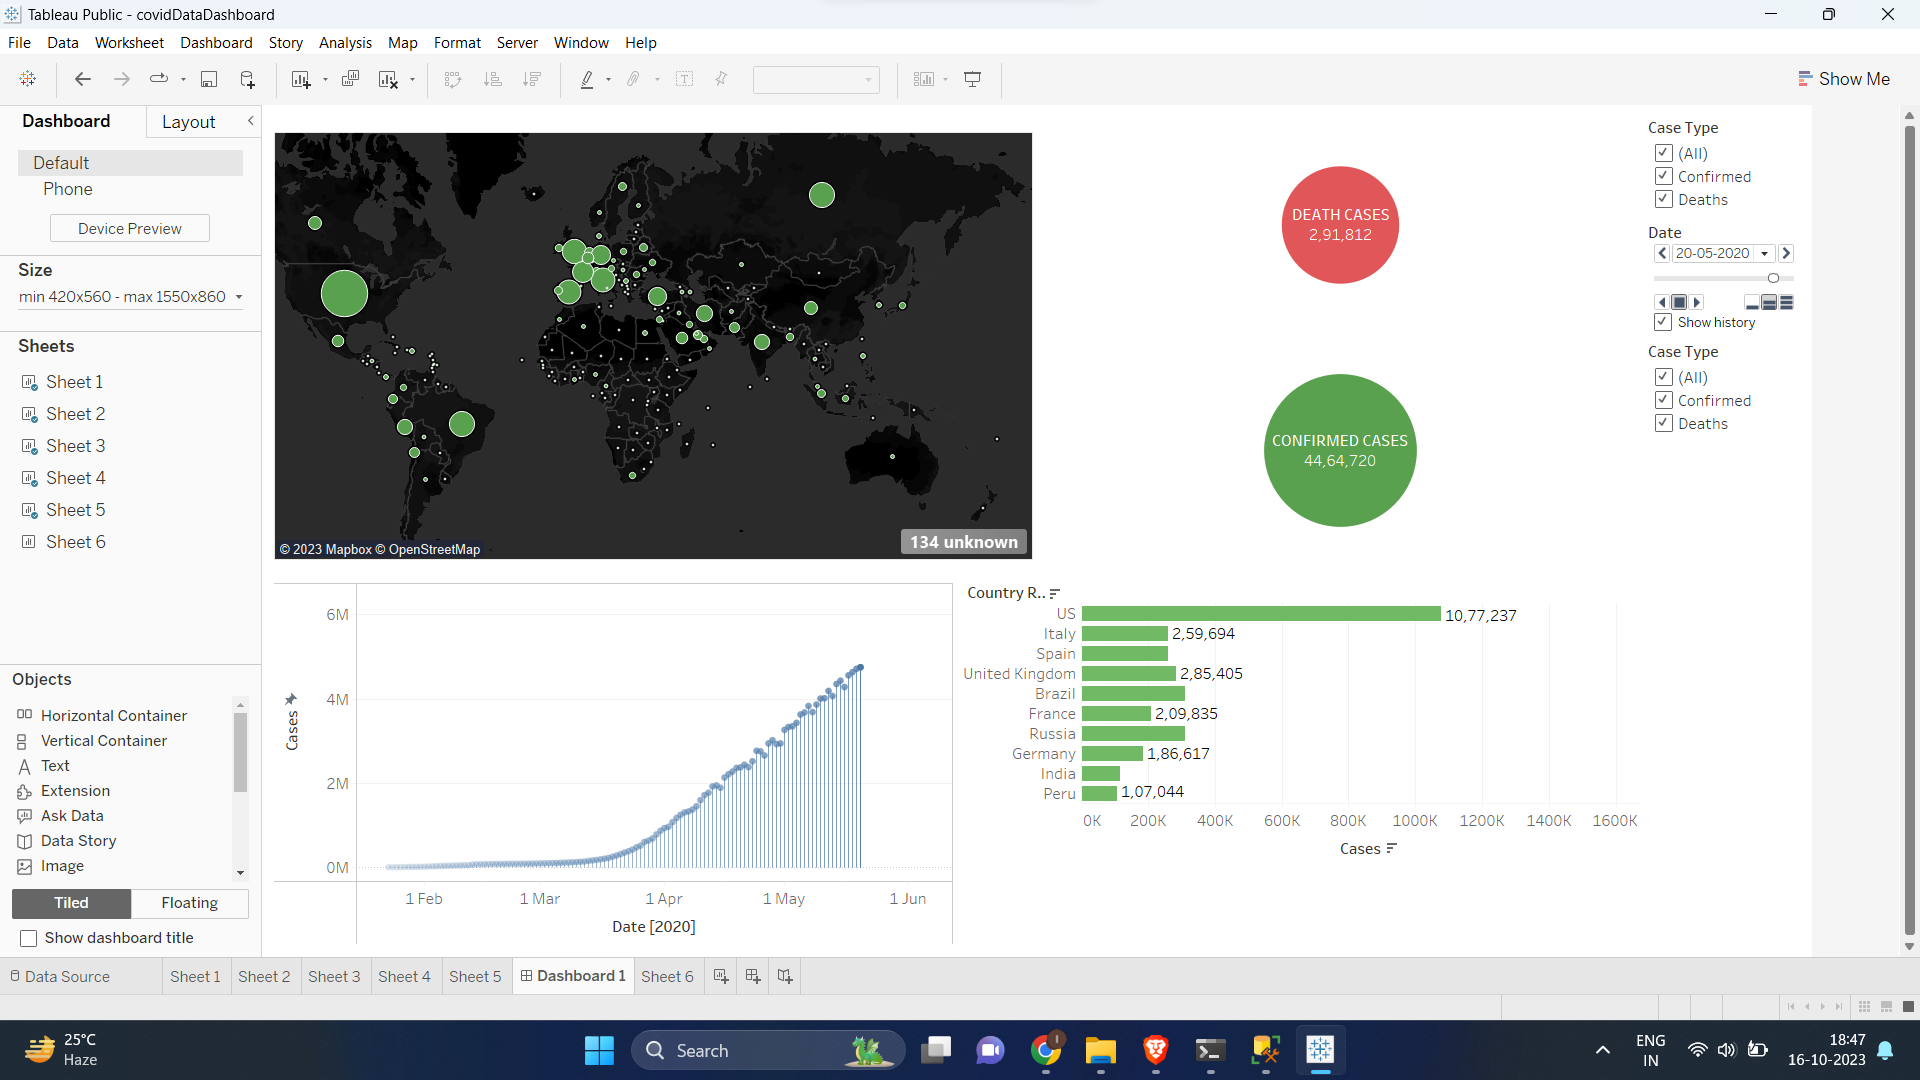 Tableau Public - covidDataDashboard
File Data Worksheet Dashboard Story Analysis Map Format Server Window Help
Show Me
Dashboard Layout
Default
Phone
Device Preview
Size
min 420x560 - max 1550x860
Sheets
Sheet 1
Sheet 2
Sheet 3
Sheet 4
Sheet 5
Sheet 6
Objects
Horizontal Container
Vertical Container
Text
Extension
Ask Data
Data Story
Image
Tiled Floating
Show dashboard title
© 2023 Mapbox © OpenStreetMap
134 unknown
DEATH CASES
2,91,812
CONFIRMED CASES
44,64,720
Case Type
(All)
Confirmed
Deaths
Date
20-05-2020
Show history
Case Type
(All)
Confirmed
Deaths
6M
4M
2M
0M
Cases
1 Feb 1 Mar 1 Apr 1 May 1 Jun
Date [2020]
Country R..
US 10,77,237
Italy 2,59,694
Spain
United Kingdom 2,85,405
Brazil
France 2,09,835
Russia
Germany 1,86,617
India
Peru 1,07,044
0K 200K 400K 600K 800K 1000K 1200K 1400K 1600K
Cases
Data Source Sheet 1 Sheet 2 Sheet 3 Sheet 4 Sheet 5 Dashboard 1 Sheet 6
25°C
Haze
Search
ENG
IN
18:47
16-10-2023